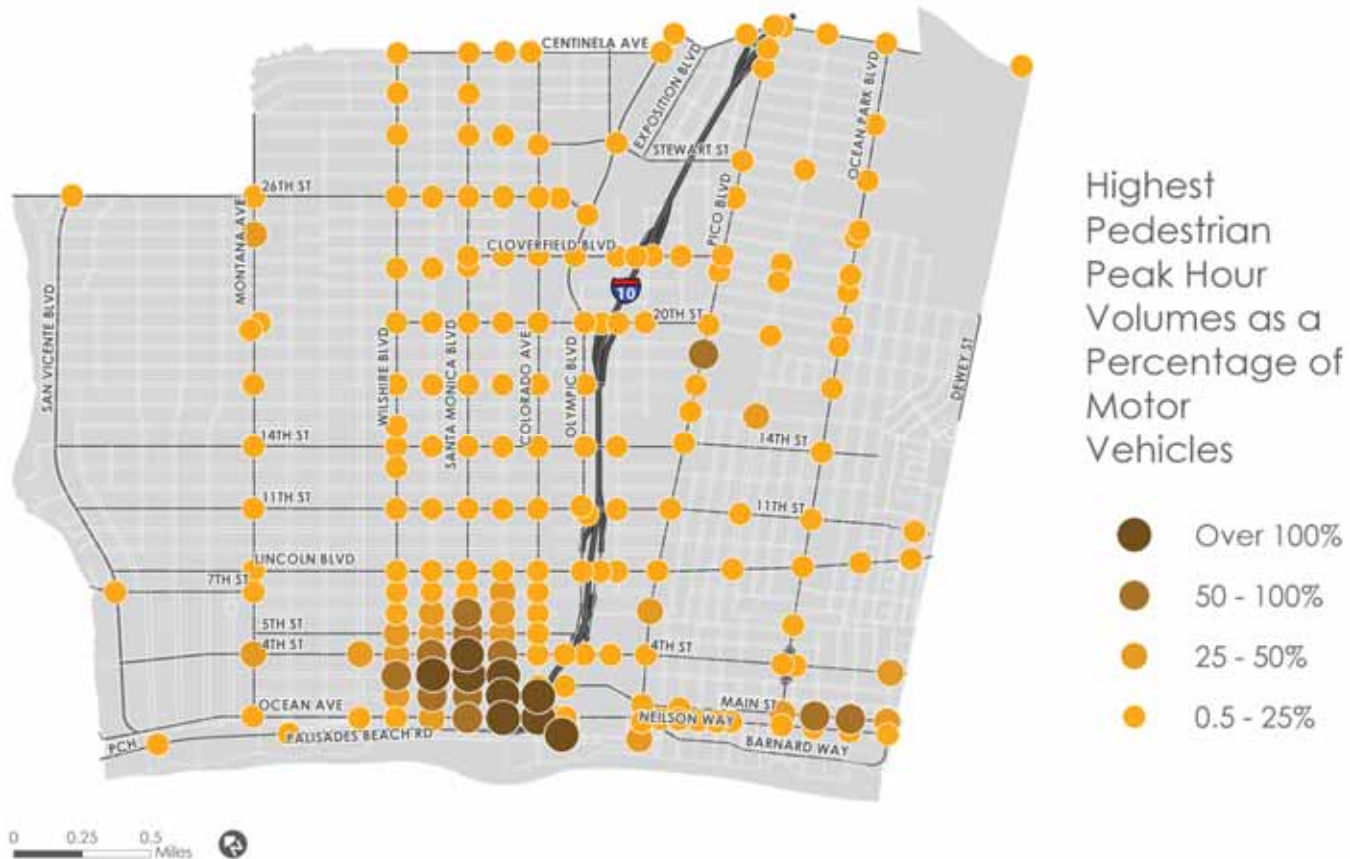 CENTINELA AVE
EXPOSITION BLVD
OCEAN PARK BLVD
STEWART ST
26TH ST
MONTANA AVE
PICO BLVD
CLOVERFIELD BLVD
SAN VICENTE BLVD
10
20TH ST
WILSHIRE BLVD
SANTA MONICA BLVD
COLORADO AVE
OLYMPIC BLVD
DEWEY ST
14TH ST
14TH ST
11TH ST
11TH ST
LINCOLN BLVD
7TH ST
5TH ST
4TH ST
4TH ST
OCEAN AVE
MAIN ST
NEILSON WAY
PCH
PALISADES BEACH RD
BARNARD WAY
Highest
Pedestrian
Peak Hour
Volumes as a
Percentage of
Motor
Vehicles
Over 100%
50 - 100%
25 - 50%
0.5 - 25%
0 0.25 0.5
Miles